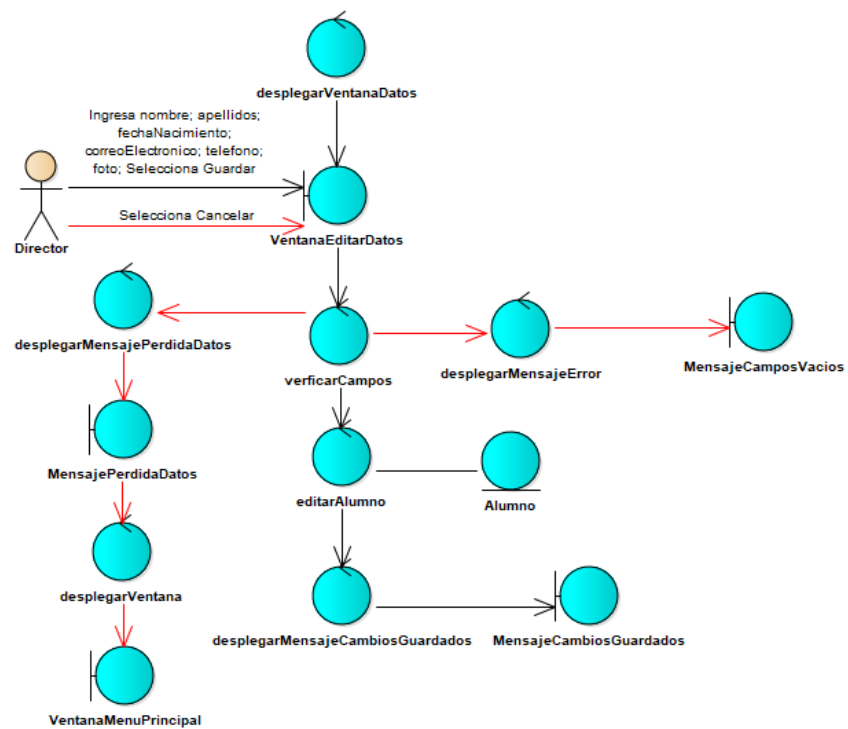 desplegarVentanaDatos
Ingresa nombre; apellidos;
fechaNacimiento;
correoElectronico; telefono;
foto; Selecciona Guardar
Selecciona Cancelar
Director
VentanaEditarDatos
desplegarMensajePerdidaDatos
verficarCampos
desplegarMensajeError
MensajeCamposVacios
MensajePerdidaDatos
editarAlumno
Alumno
desplegarVentana
desplegarMensajeCambiosGuardados
MensajeCambiosGuardados
VentanaMenuPrincipal